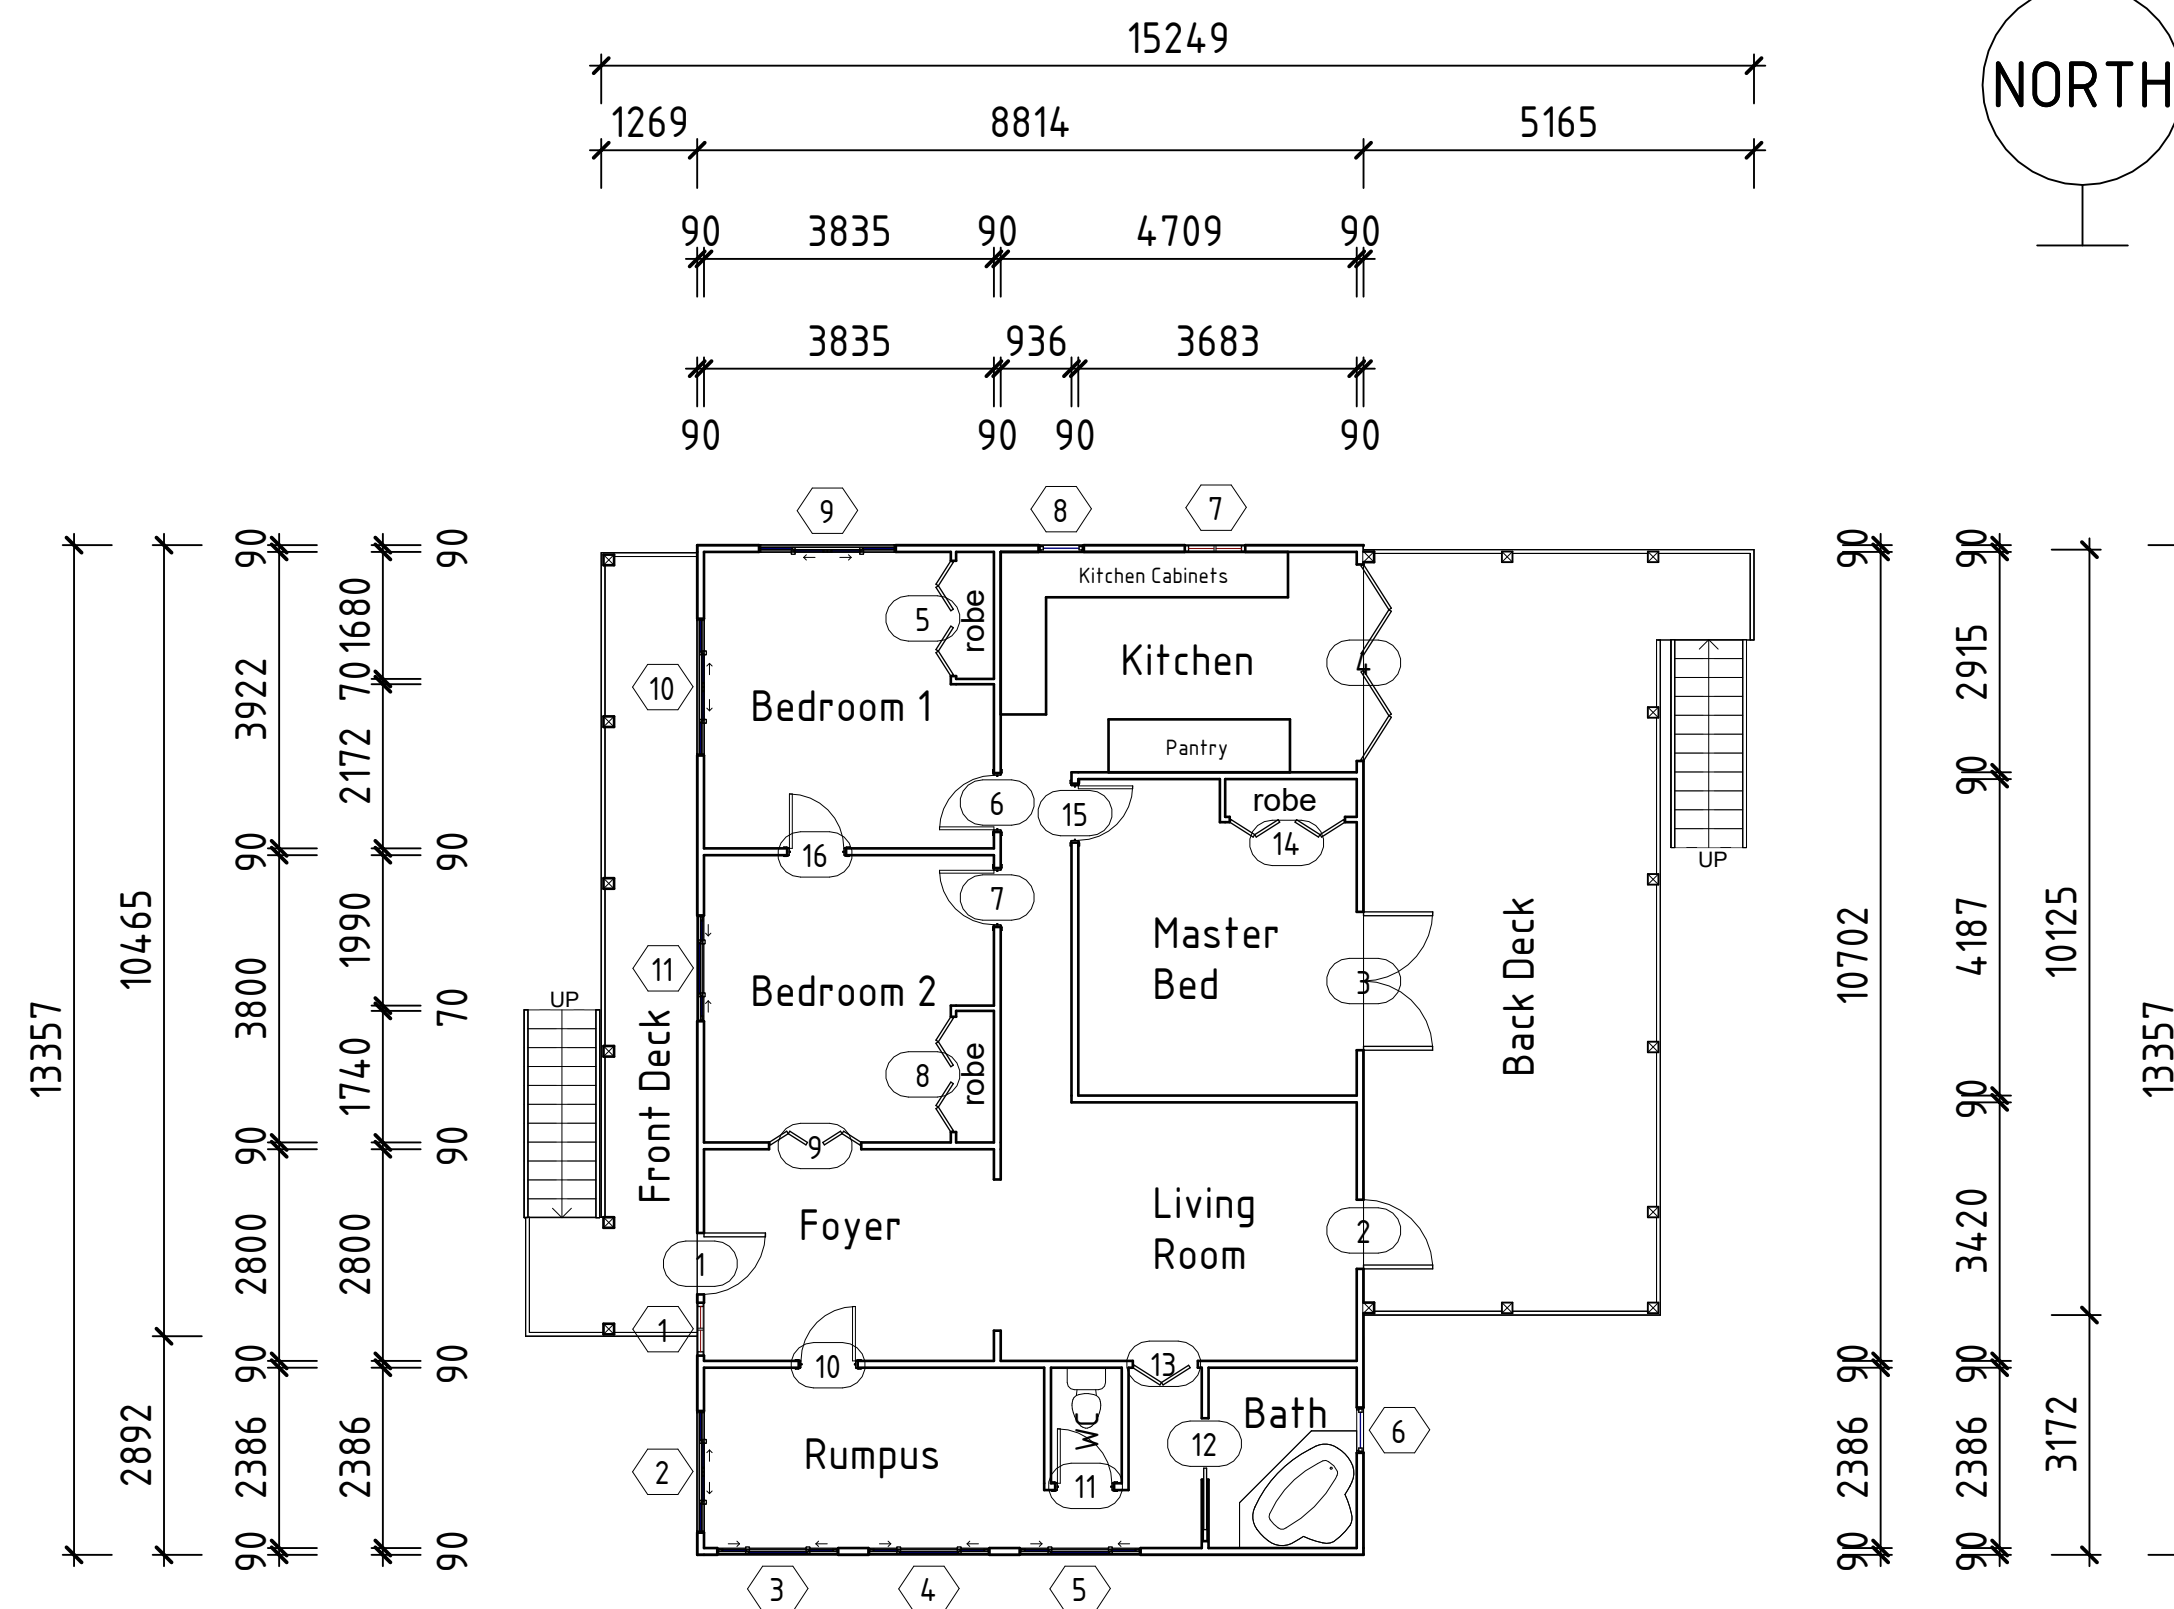 15249
NORTH
1269 8814 5165
90 3835 90 4709 90
3835 936 3683
90 90 90 90
9 8 7
90 3922 90 3800 90 2800 90 2386 90
13357
10465 2892
1680 70 2172 1990 1740 2800 2386
90 90 70 90 90 90
10
11
1
2
UP
Front Deck
Kitchen Cabinets
5
robe
Kitchen
4
Bedroom 1
Pantry
6
15
robe
16
14
7
Master
Bed
3
Bedroom 2
8
robe
9
Living
Room
Foyer
1
2
10
13
Bath
WC
Rumpus
12
11
6
3 4 5
Back Deck
UP
90 10702 90 2386 90
90 2915 90 4187 90 3420 90 2386 90
10125 3172
13357